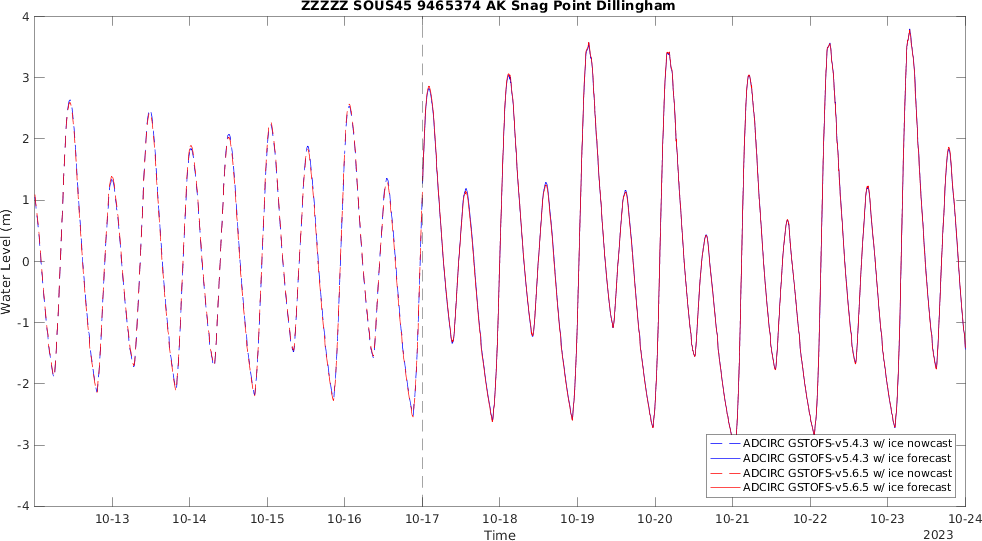 ZZZZZ SOUS45 9465374 AK Snag Point Dillingham
4
3
2
1
0
-1
-2
-3
-4
Water Level (m)
ADCIRC GSTOFS-v5.4.3 w/ ice nowcast
ADCIRC GSTOFS-v5.4.3 w/ ice forecast
ADCIRC GSTOFS-v5.6.5 w/ ice nowcast
ADCIRC GSTOFS-v5.6.5 w/ ice forecast
10-13 10-14 10-15 10-16 10-17 10-18 10-19 10-20 10-21 10-22 10-23 10-24
Time
2023